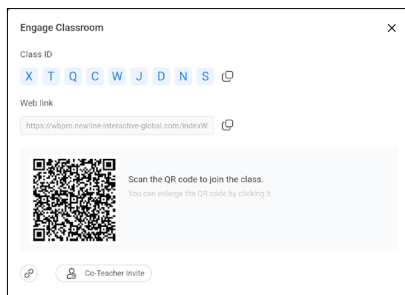 Engage Classroom
Class ID
X T Q C W J D N S
Web link
https://wbpro.newline-interactive-global.com/indexW
Scan the QR code to join the class.
You can enlarge the QR code by clicking it.
Co-Teacher Invite